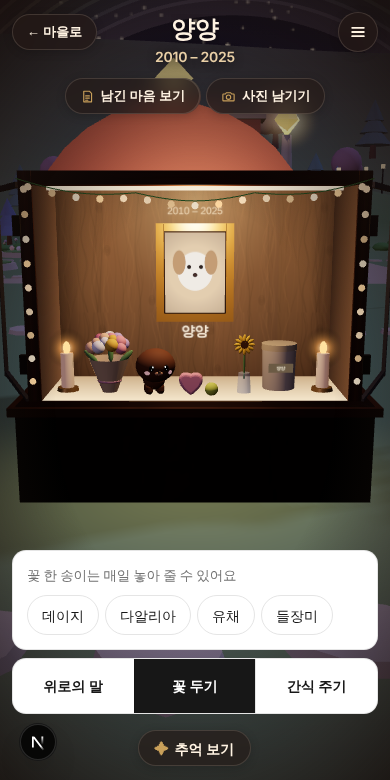 ← 마을로
양양
2010 – 2025
남긴 마음 보기
사진 남기기
2010 – 2025
양양
꽃 한 송이는 매일 놓아 줄 수 있어요
데이지
다알리아
유채
들장미
위로의 말
꽃 두기
간식 주기
N
추억 보기